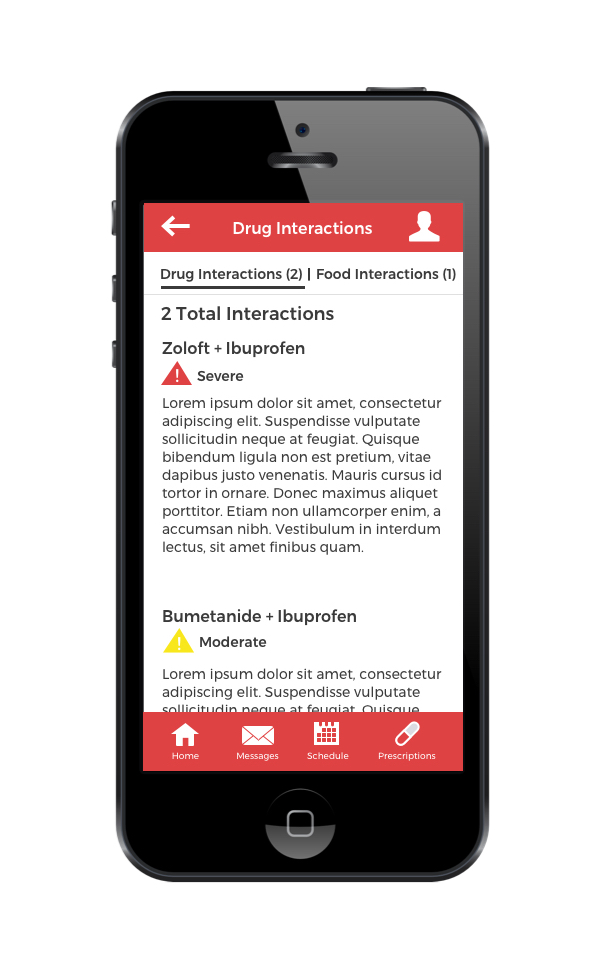 Drug Interactions
Drug Interactions (2) | Food Interactions (1)
2 Total Interactions
Zoloft + Ibuprofen
Severe
Lorem ipsum dolor sit amet, consectetur
adipiscing elit. Suspendisse vulputate
sollicitudin neque at feugiat. Quisque
bibendum ligula non est pretium, vitae
dapibus justo venenatis. Mauris cursus id
tortor in ornare. Donec maximus aliquet
porttitor. Etiam non ullamcorper enim, a
accumsan nibh. Vestibulum in interdum
lectus, sit amet finibus quam.
Bumetanide + Ibuprofen
Moderate
Lorem ipsum dolor sit amet, consectetur
adipiscing elit. Suspendisse vulputate
sollicitudin neque at feugiat. Quisque
Home Messages Schedule Prescriptions